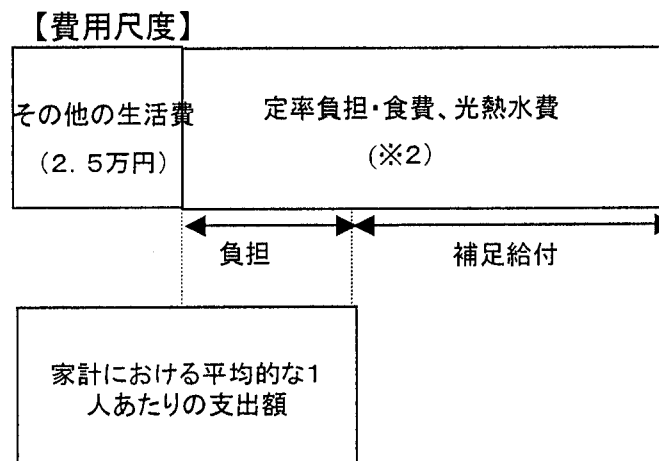 【費用尺度】
その他の生活費
（2．5万円）
定率負担・食費、光熱水費
(※2)
負担
補足給付
家計における平均的な1
人あたりの支出額